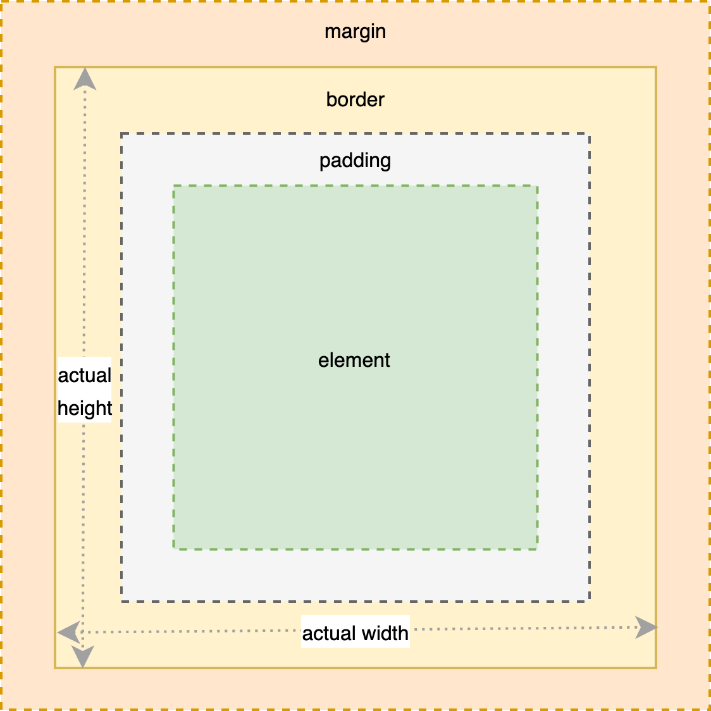 margin
border
padding
element
actual
height
actual width